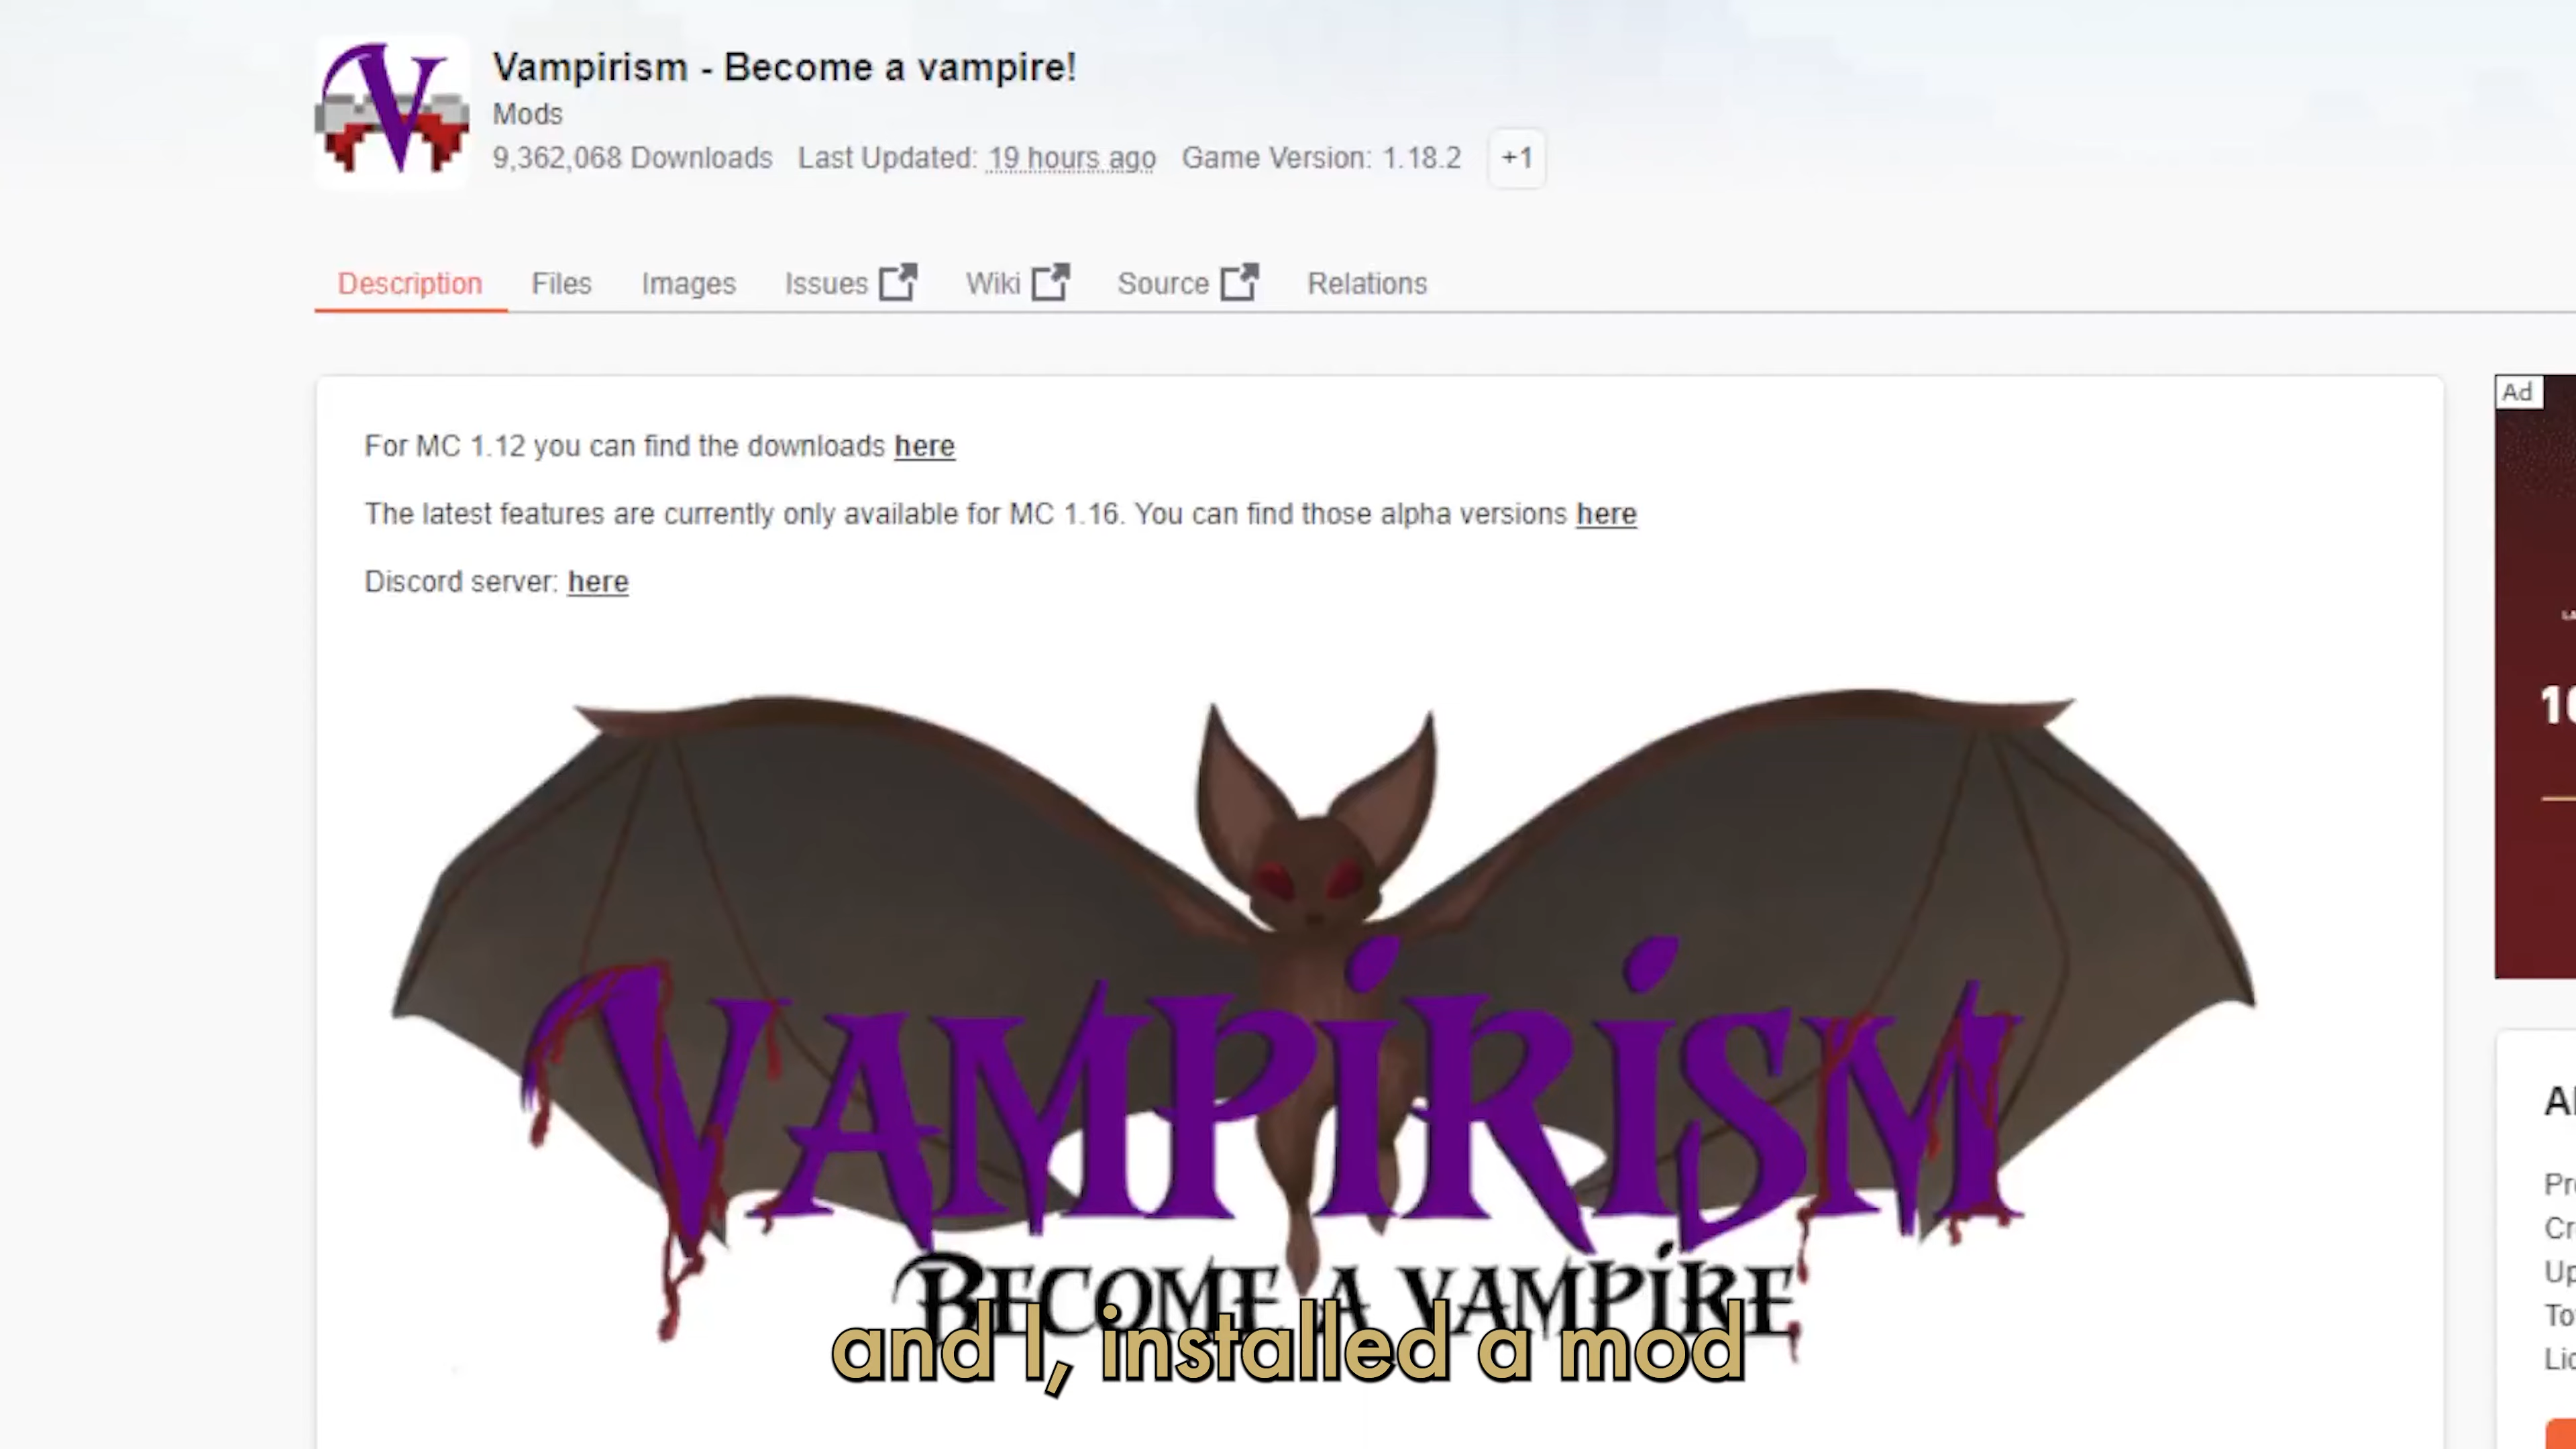 Vampirism - Become a vampire!
Mods
9,362,068 Downloads Last Updated: 19 hours ago Game Version: 1.18.2 +1
Description Files Images Issues Wiki Source Relations
For MC 1.12 you can find the downloads here
The latest features are currently only available for MC 1.16. You can find those alpha versions here
Discord server: here
Ad
VAMPiRiSM
BECOME A VAMPiRE
and I, installed a mod